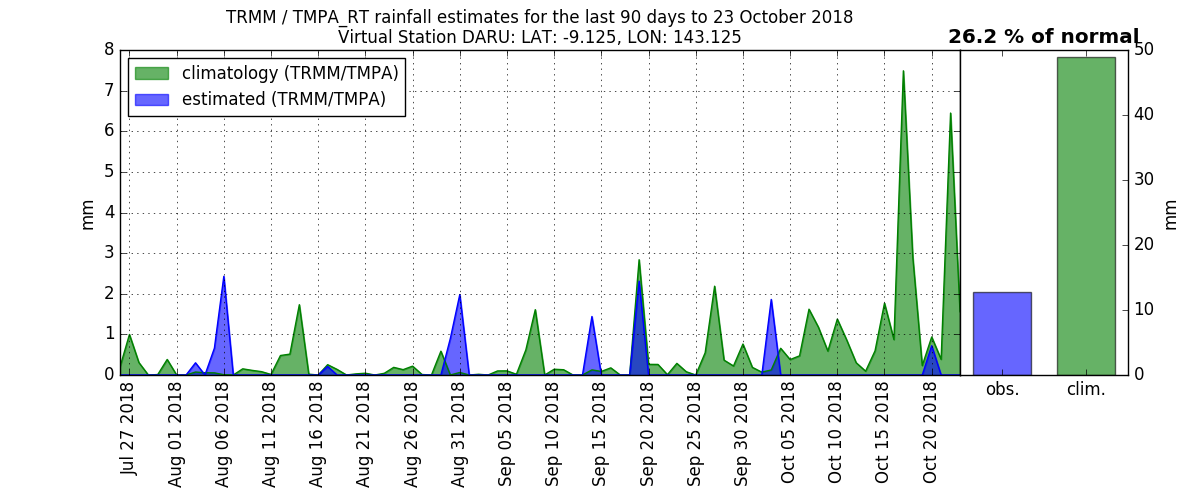 TRMM / TMPA_RT rainfall estimates for the last 90 days to 23 October 2018
Virtual Station DARU: LAT: -9.125, LON: 143.125
26.2 % of normal
climatology (TRMM/TMPA)
estimated (TRMM/TMPA)
8
7
6
5
4
3
2
1
0
mm
Jul 27 2018
Aug 01 2018
Aug 06 2018
Aug 11 2018
Aug 16 2018
Aug 21 2018
Aug 26 2018
Aug 31 2018
Sep 05 2018
Sep 10 2018
Sep 15 2018
Sep 20 2018
Sep 25 2018
Sep 30 2018
Oct 05 2018
Oct 10 2018
Oct 15 2018
Oct 20 2018
50
40
30
20
10
0
mm
obs.
clim.